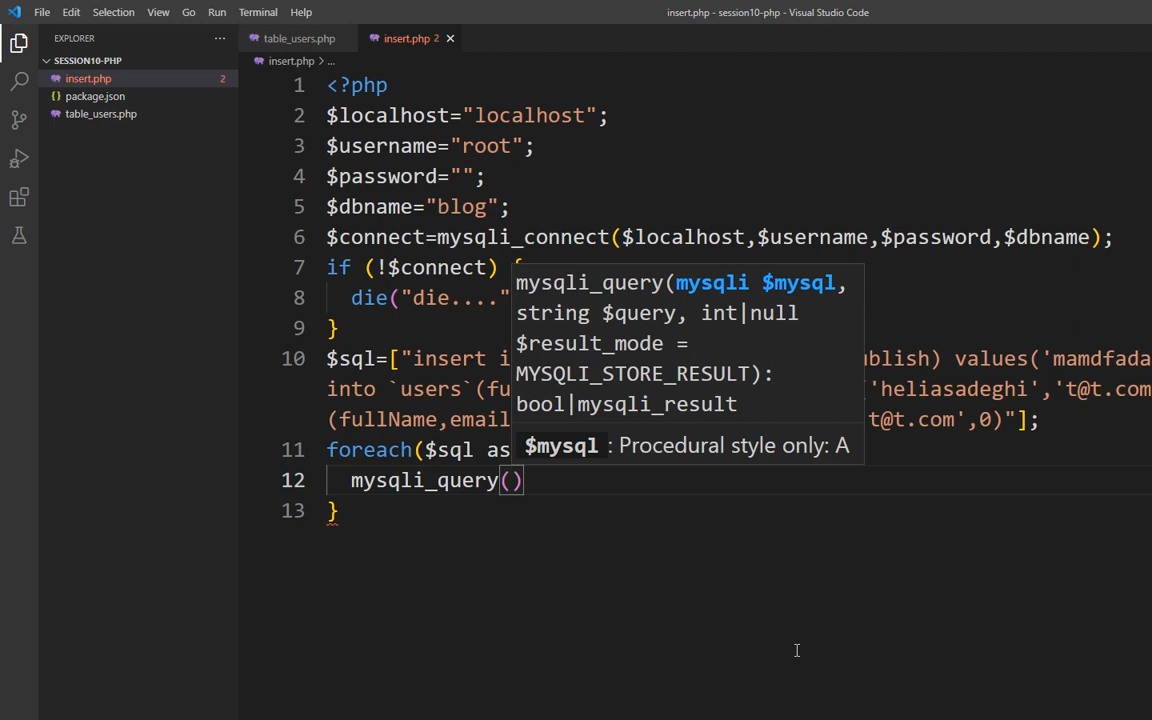 File Edit Selection View Go Run Terminal Help
insert.php - session10-php - Visual Studio Code
EXPLORER ...
table_users.php
insert.php 2
SESSION10-PHP
insert.php 2
package.json
table_users.php
insert.php > ...
1 <?php
2 $localhost="localhost";
3 $username="root";
4 $password="";
5 $dbname="blog";
6 $connect=mysqli_connect($localhost,$username,$password,$dbname);
7 if (!$connect) {
8 die("die...."
9 }
10 $sql=["insert i
ublish) values('mamdfada
into `users`(fu
'heliasadeghi','t@t.com
(fullName,email
t@t.com',0)"];
11 foreach($sql as
12 mysqli_query()
13 }
mysqli_query(mysqli $mysql,
string $query, int|null
$result_mode =
MYSQLI_STORE_RESULT):
bool|mysqli_result
$mysql: Procedural style only: A